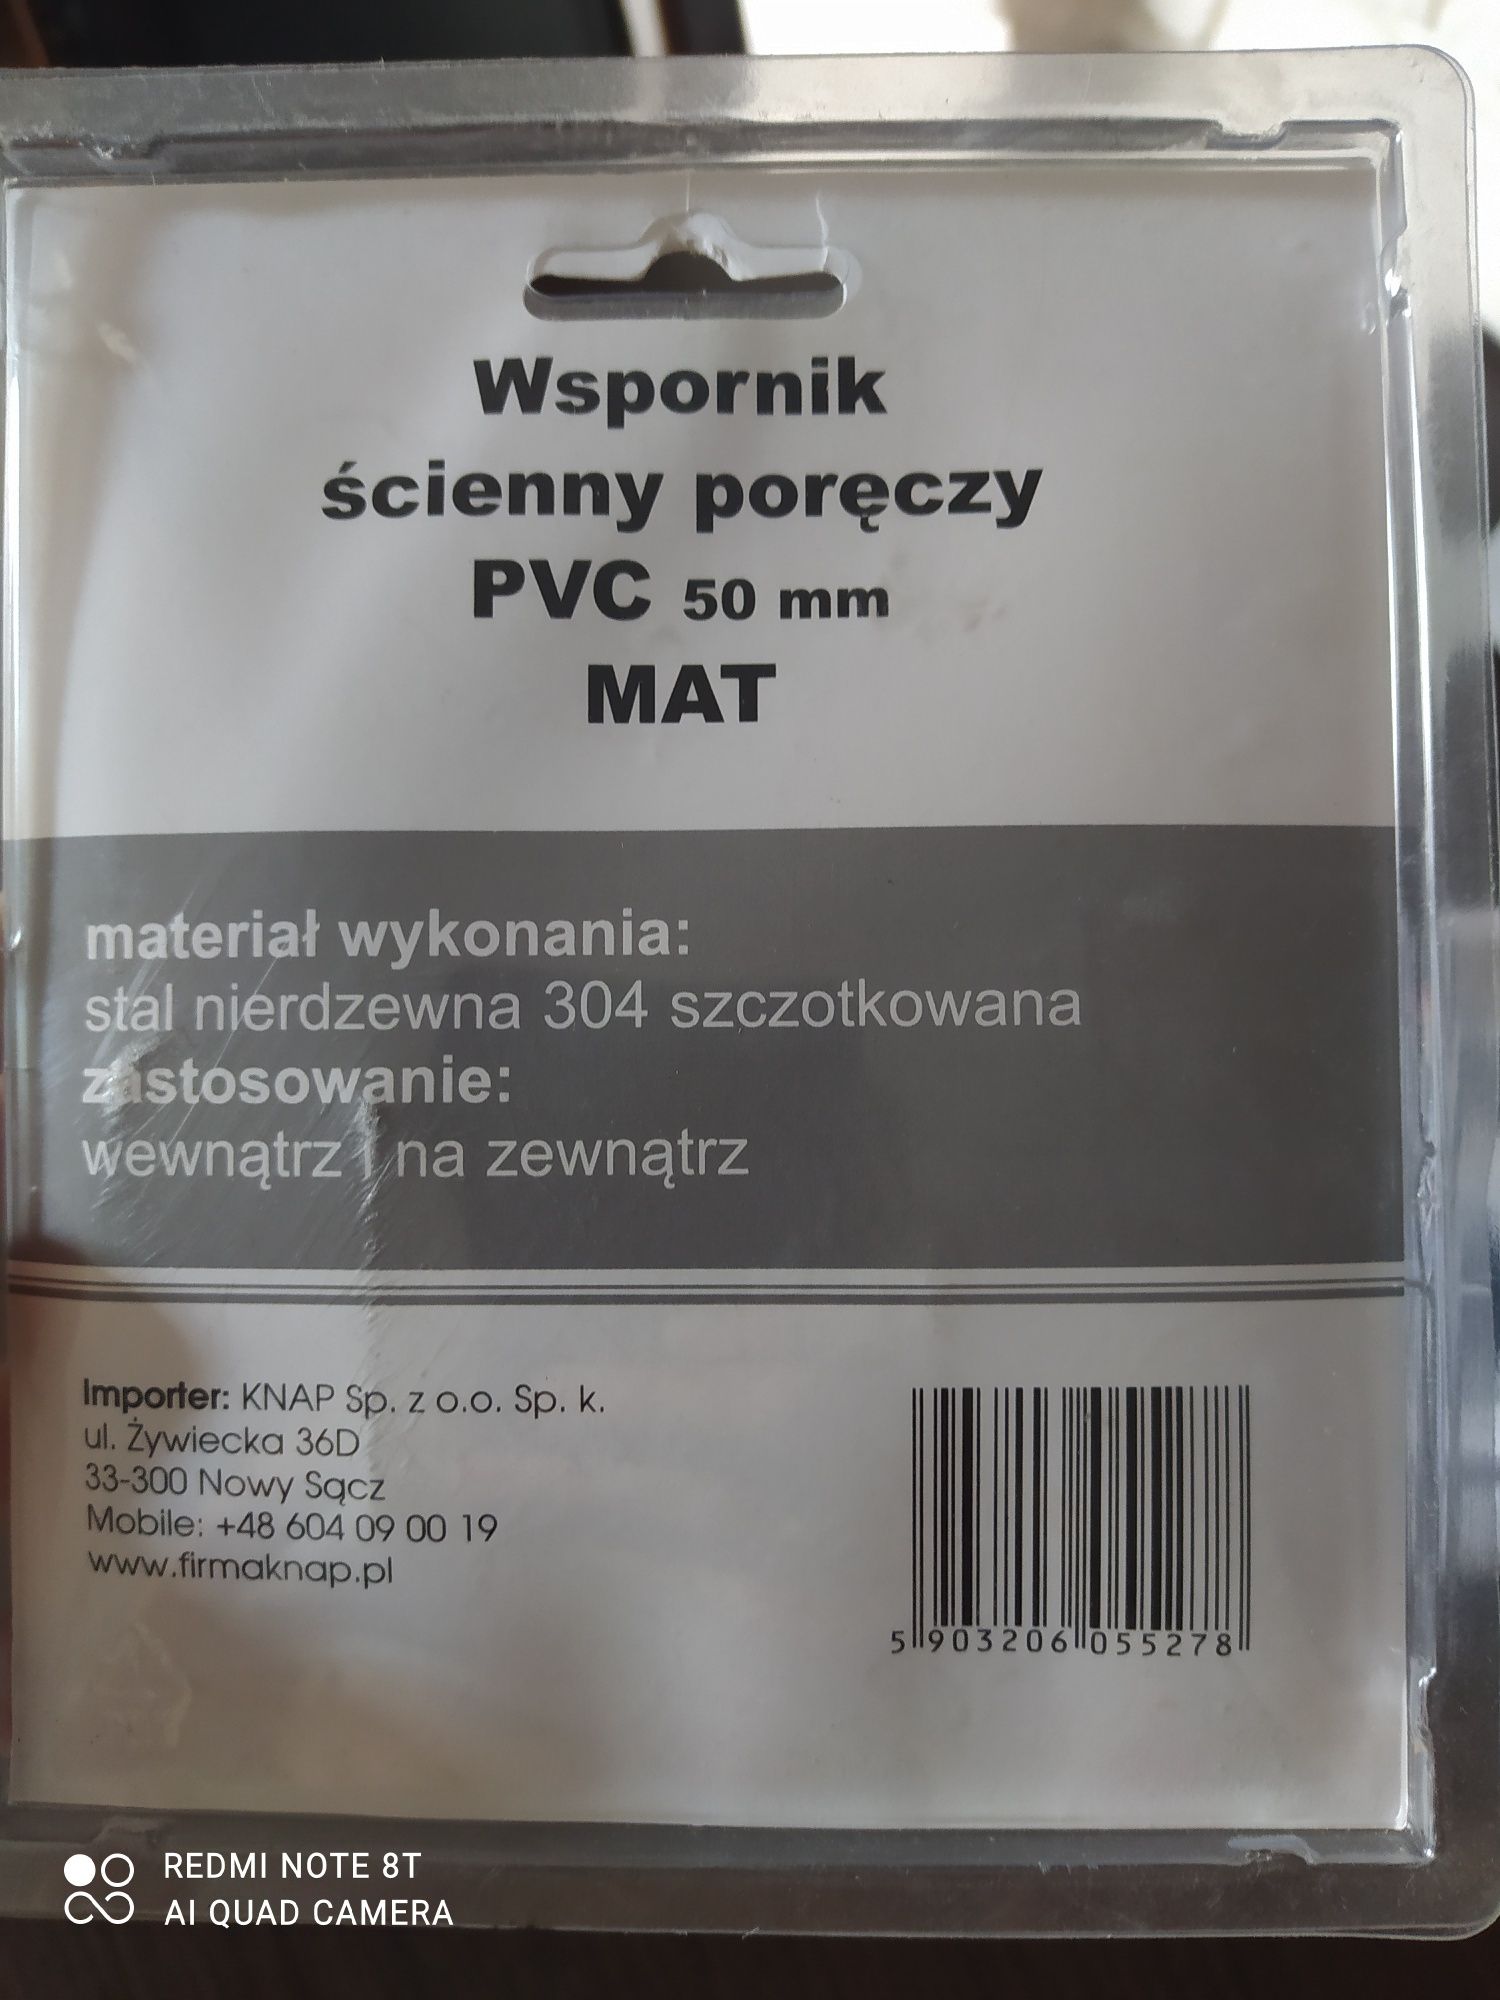 Wspornik
ścienny poręczy
PVC 50 mm
MAT
materiał wykonania:
stal nierdzewna 304 szczotkowana
zastosowanie:
wewnątrz i na zewnątrz
Importer: KNAP Sp. z o.o. Sp. k.
ul. Żywiecka 36D
33-300 Nowy Sącz
Mobile: +48 604 09 00 19
www.firmaknap.pl
5 903206 055278
REDMI NOTE 8T
AI QUAD CAMERA